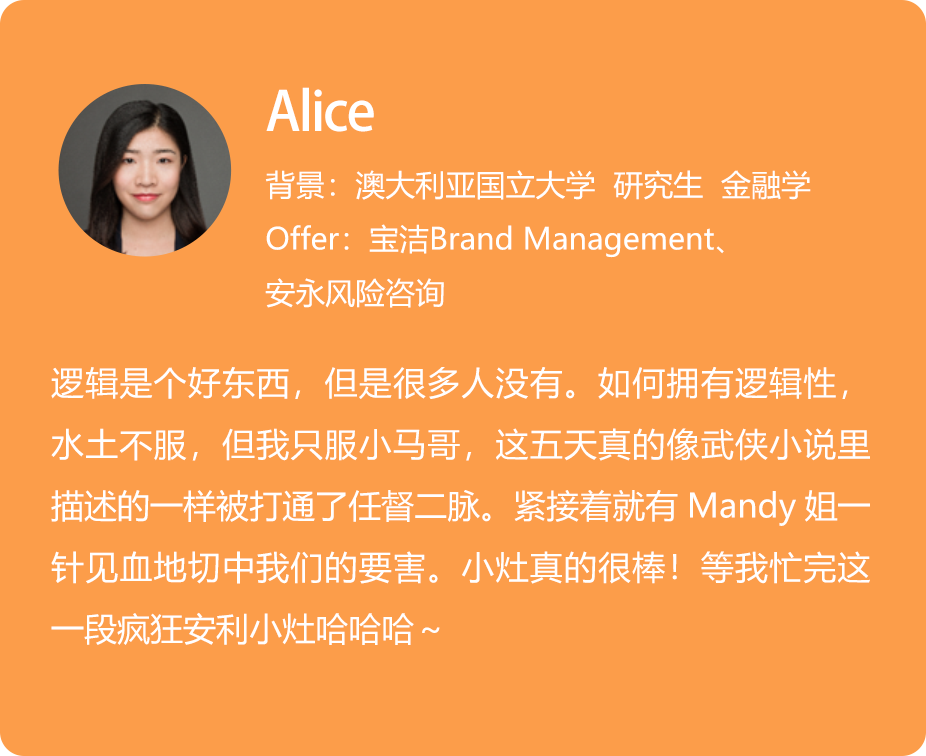 Alice
背景：澳大利亚国立大学 研究生 金融学
Offer：宝洁Brand Management、
安永风险咨询
逻辑是个好东西，但是很多人没有。如何拥有逻辑性，
水土不服，但我只服小马哥，这五天真的像武侠小说里
描述的一样被打通了任督二脉。紧接着就有 Mandy 姐一
针见血地切中我们的要害。小灶真的很棒！等我忙完这
一段疯狂安利小灶哈哈哈～